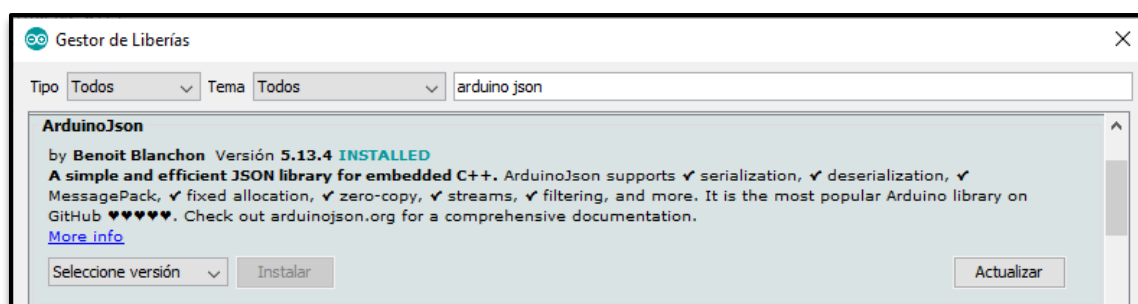 Gestor de Liberías
Tipo Todos Tema Todos arduino json
ArduinoJson
by Benoit Blanchon Versión 5.13.4 INSTALLED
A simple and efficient JSON library for embedded C++. ArduinoJson supports ✔ serialization, ✔ deserialization, ✔
MessagePack, ✔ fixed allocation, ✔ zero-copy, ✔ streams, ✔ filtering, and more. It is the most popular Arduino library on
GitHub ♥♥♥♥♥. Check out arduinojson.org for a comprehensive documentation.
More info
Seleccione versión Instalar Actualizar